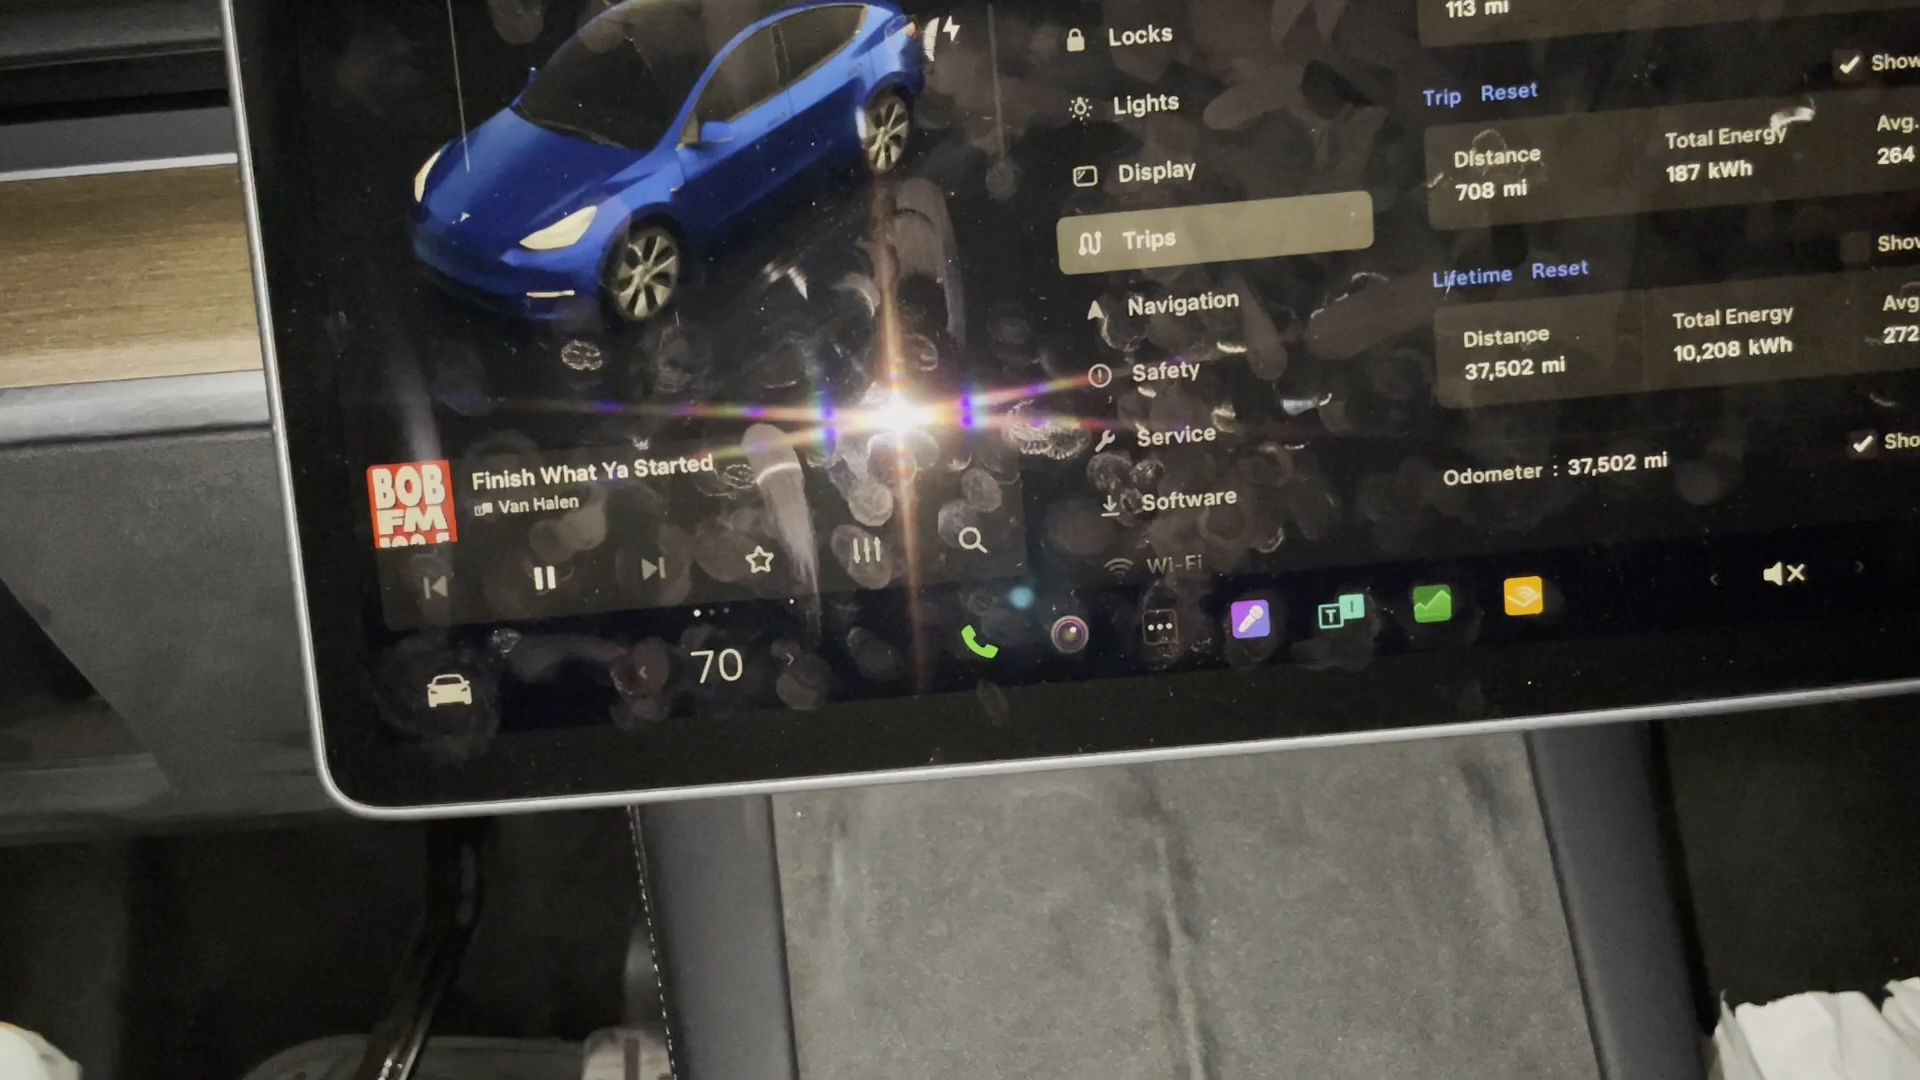 113 mi
Locks
Show
Lights
Trip Reset
Distance
708 mi
Total Energy
187 kWh
Avg.
264
Display
Trips
Lifetime Reset
Navigation
Distance
37,502 mi
Total Energy
10,208 kWh
Avg
272
Safety
Service
Odometer : 37,502 mi
Software
Wi-Fi
BOB
FM
Finish What Ya Started
Van Halen
70
T I